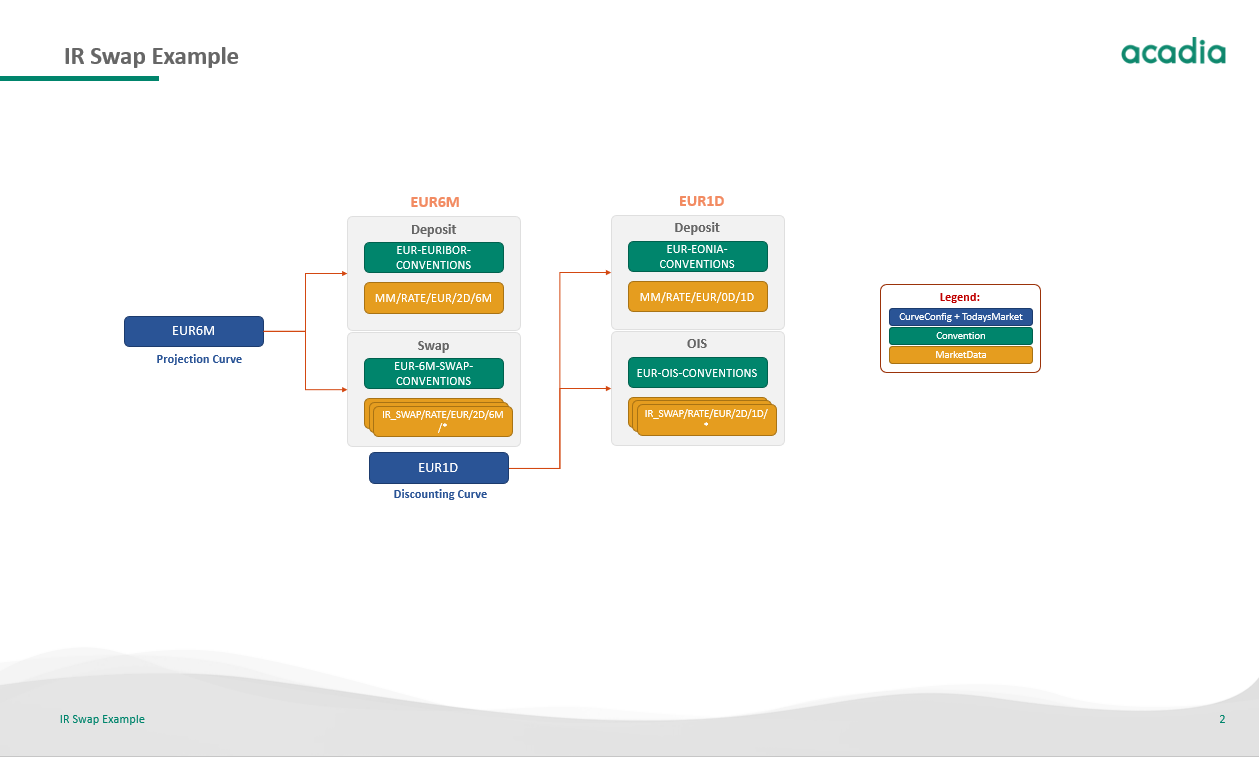 IR Swap Example
acadia
EUR6M
Projection Curve
EUR6M
Deposit
EUR-EURIBOR-
CONVENTIONS
MM/RATE/EUR/2D/6M
Swap
EUR-6M-SWAP-
CONVENTIONS
IR_SWAP/RATE/EUR/2D/6M
/*
EUR1D
Discounting Curve
EUR1D
Deposit
EUR-EONIA-
CONVENTIONS
MM/RATE/EUR/0D/1D
OIS
EUR-OIS-CONVENTIONS
IR_SWAP/RATE/EUR/2D/1D/
*
Legend:
CurveConfig + TodaysMarket
Convention
MarketData
IR Swap Example
2